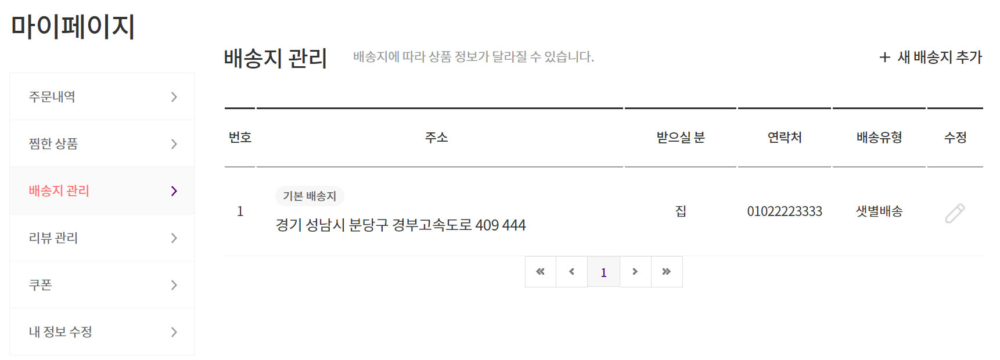 마이페이지
주문내역
찜한 상품
배송지 관리
리뷰 관리
쿠폰
내 정보 수정
배송지 관리 배송지에 따라 상품 정보가 달라질 수 있습니다. + 새 배송지 추가
번호 주소 받으실 분 연락처 배송유형 수정
기본 배송지
1 집 01022223333 샛별배송
경기 성남시 분당구 경부고속도로 409 444
« ‹ 1 › »